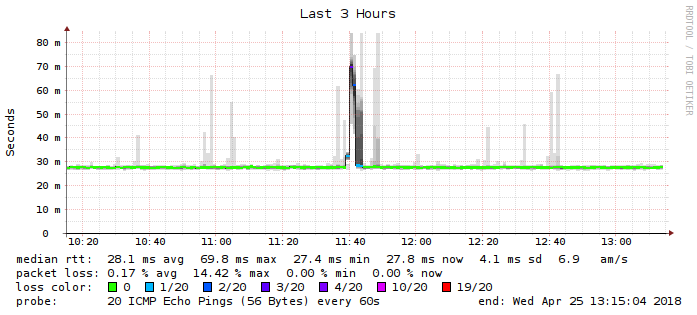 Last 3 Hours
RRDTOOL / TOBI OETIKER
Seconds
80 m
70 m
60 m
50 m
40 m
30 m
20 m
10 m
0
10:20 10:40 11:00 11:20 11:40 12:00 12:20 12:40 13:00
median rtt: 28.1 ms avg 69.8 ms max 27.4 ms min 27.8 ms now 4.1 ms sd 6.9 am/s
packet loss: 0.17 % avg 14.42 % max 0.00 % min 0.00 % now
loss color: 0 1/20 2/20 3/20 4/20 10/20 19/20
probe: 20 ICMP Echo Pings (56 Bytes) every 60s end: Wed Apr 25 13:15:04 2018